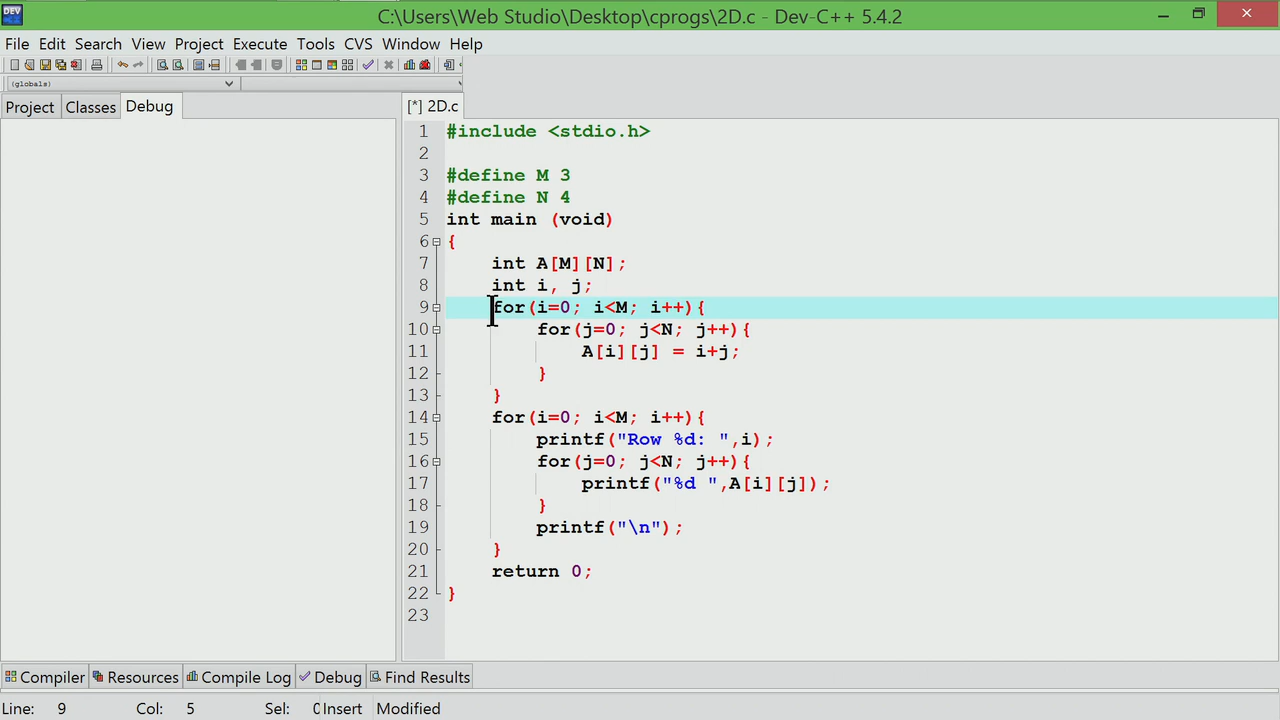 C:\Users\Web Studio\Desktop\cprogs\2D.c - Dev-C++ 5.4.2
File Edit Search View Project Execute Tools CVS Window Help
(globals)
Project Classes Debug
[*] 2D.c
1 #include <stdio.h>
2
3 #define M 3
4 #define N 4
5 int main (void)
6 {
7 int A[M][N];
8 int i, j;
9 for(i=0; i<M; i++){
10 for(j=0; j<N; j++){
11 A[i][j] = i+j;
12 }
13 }
14 for(i=0; i<M; i++){
15 printf("Row %d: ",i);
16 for(j=0; j<N; j++){
17 printf("%d ",A[i][j]);
18 }
19 printf("\n");
20 }
21 return 0;
22 }
23
Compiler Resources Compile Log Debug Find Results
Line: 9 Col: 5 Sel: 0 Insert Modified